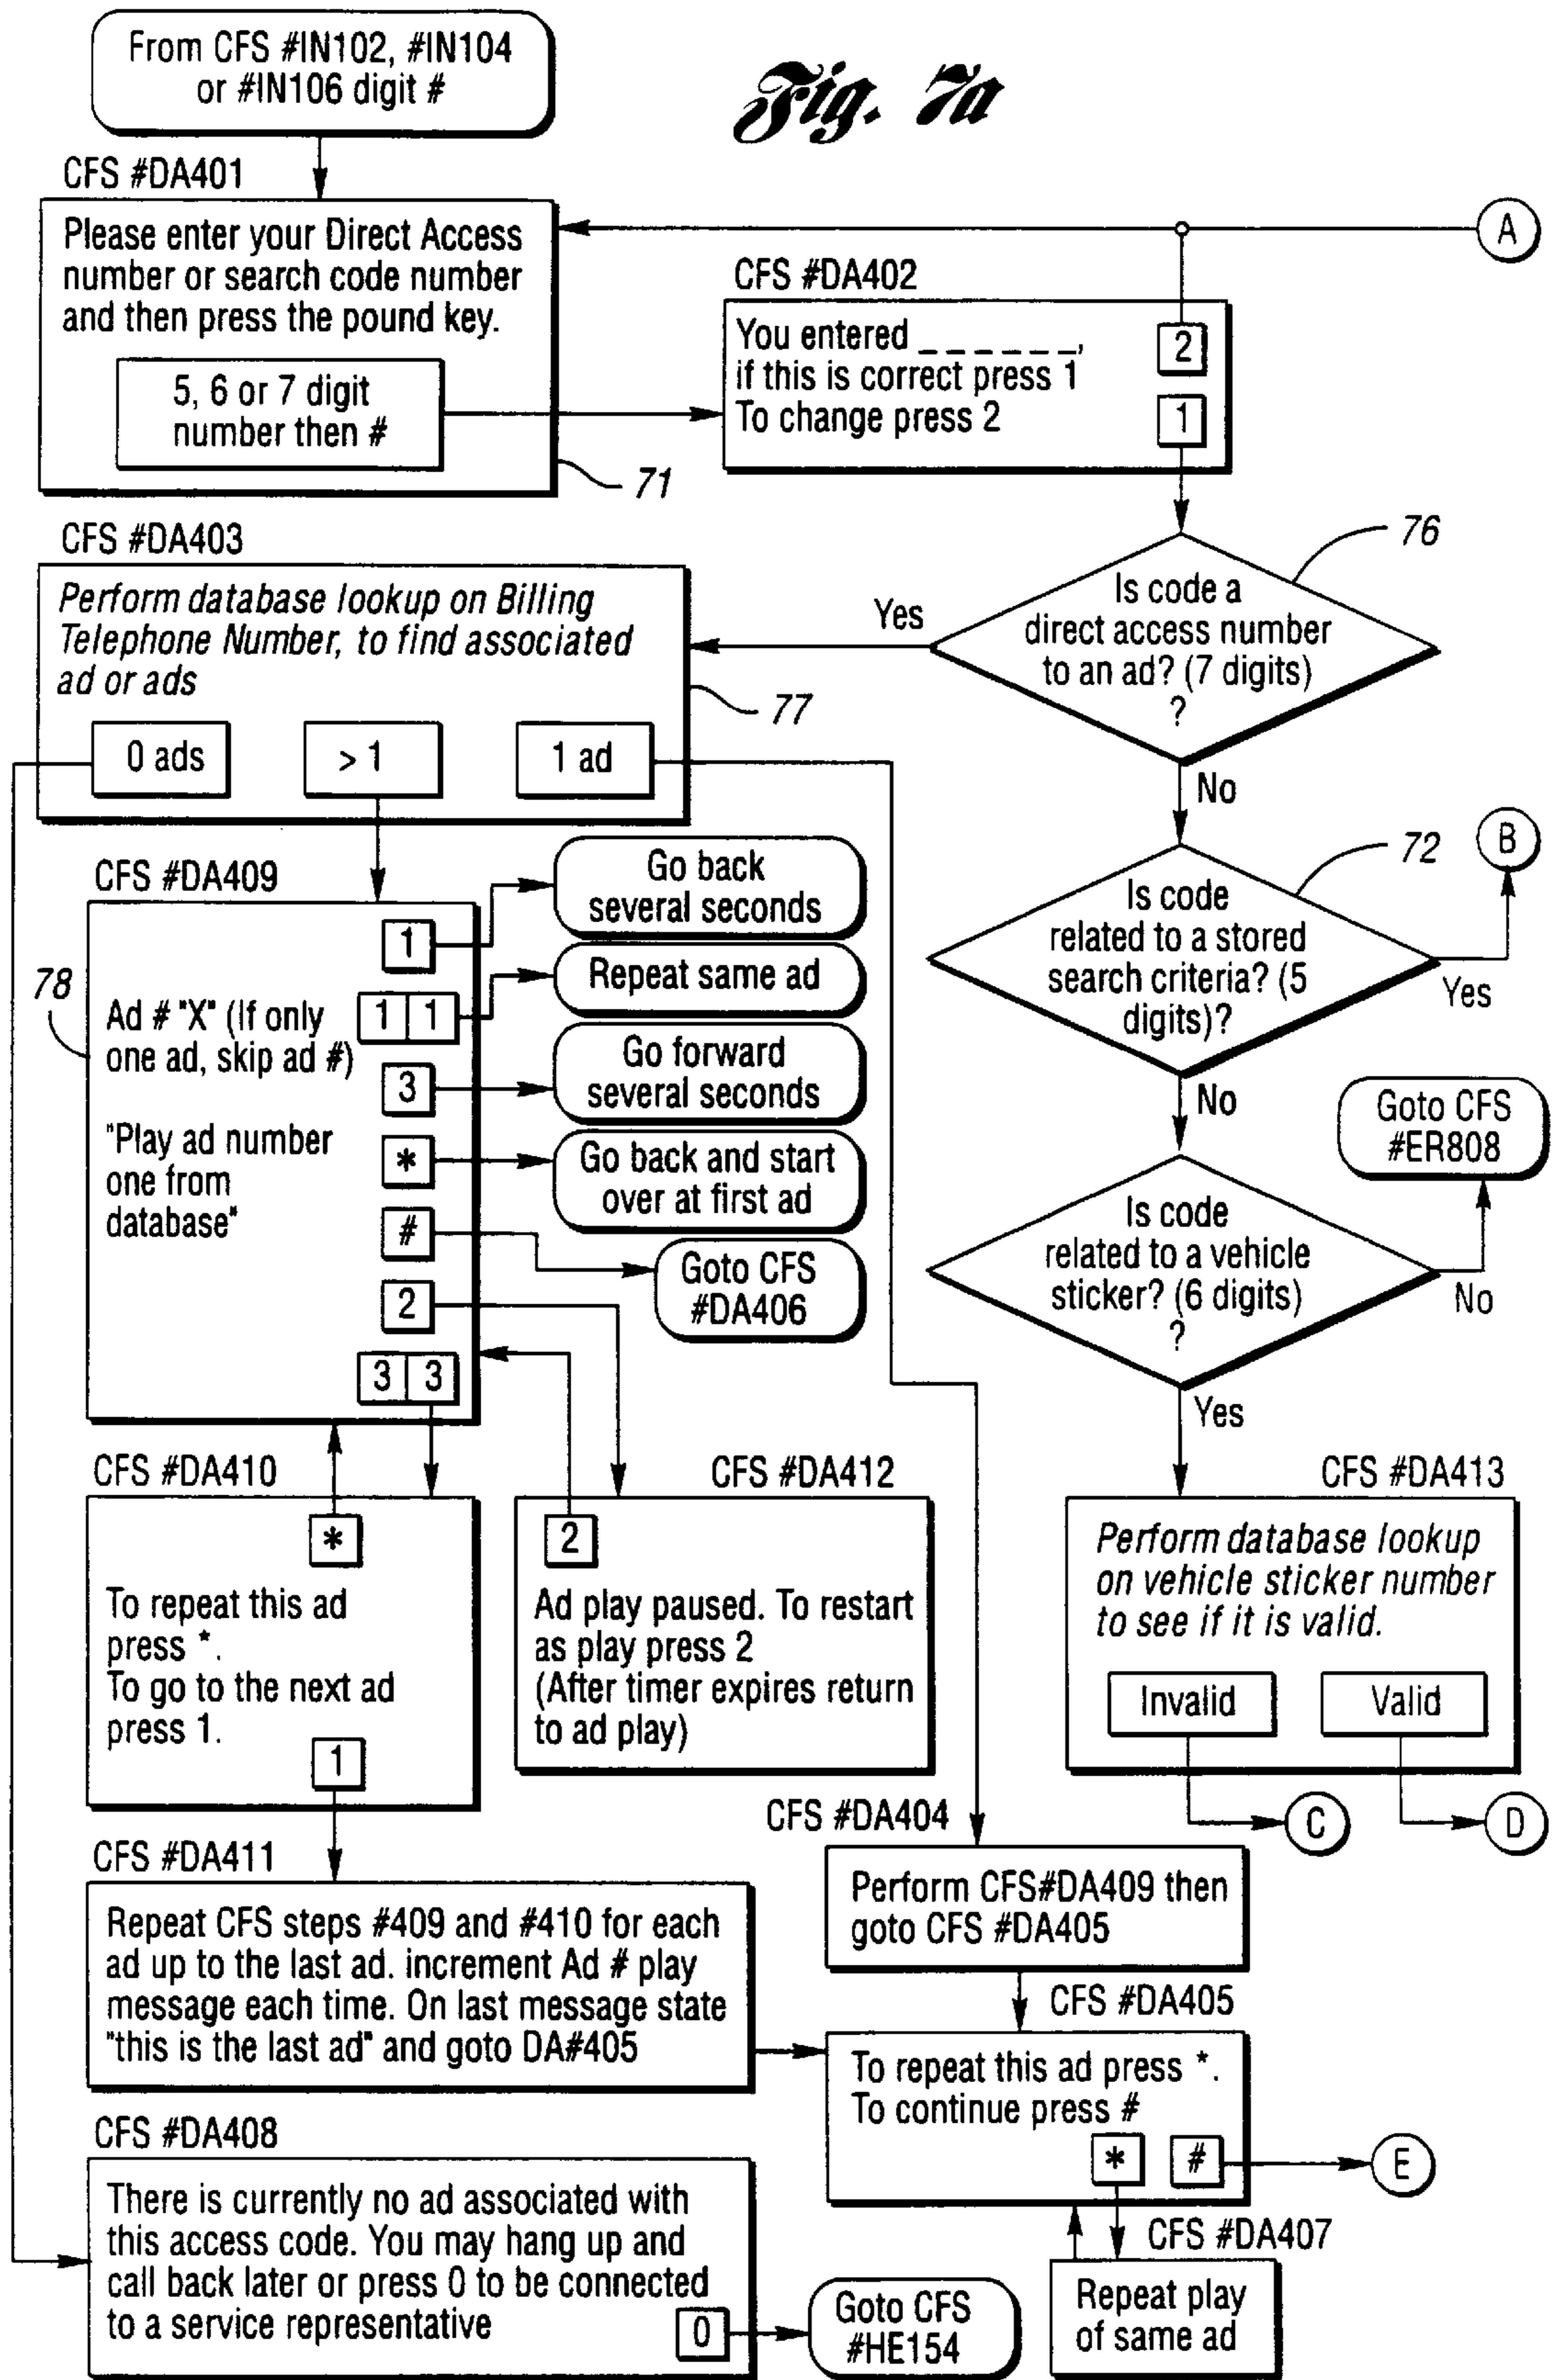 From CFS #IN102, #IN104
or #IN106 digit #
Fig. 7a
CFS #DA401
Please enter your Direct Access
number or search code number
and then press the pound key.
5, 6 or 7 digit
number then #
71
A
CFS #DA402
You entered _ _ _ _ _ _,
if this is correct press 1
To change press 2
2
1
76
Is code a
direct access number
to an ad? (7 digits)
?
Yes
No
CFS #DA403
Perform database lookup on Billing
Telephone Number, to find associated
ad or ads
77
0 ads
> 1
1 ad
72
B
Is code
related to a stored
search criteria? (5
digits)?
Yes
No
CFS #DA409
78
Ad # "X" (If only
one ad, skip ad #)
"Play ad number
one from
database"
1
Go back
several seconds
1 1
Repeat same ad
3
Go forward
several seconds
*
Go back and start
over at first ad
#
Goto CFS
#DA406
2
3 3
Goto CFS
#ER808
Is code
related to a vehicle
sticker? (6 digits)
?
No
Yes
CFS #DA410
*
To repeat this ad
press *.
To go to the next ad
press 1.
1
CFS #DA412
2
Ad play paused. To restart
as play press 2
(After timer expires return
to ad play)
CFS #DA413
Perform database lookup
on vehicle sticker number
to see if it is valid.
Invalid
Valid
C
D
CFS #DA411
Repeat CFS steps #409 and #410 for each
ad up to the last ad. increment Ad # play
message each time. On last message state
"this is the last ad" and goto DA#405
CFS #DA404
Perform CFS#DA409 then
goto CFS #DA405
CFS #DA405
To repeat this ad press *.
To continue press #
*
#
E
CFS #DA408
There is currently no ad associated with
this access code. You may hang up and
call back later or press 0 to be connected
to a service representative
0
Goto CFS
#HE154
CFS #DA407
Repeat play
of same ad